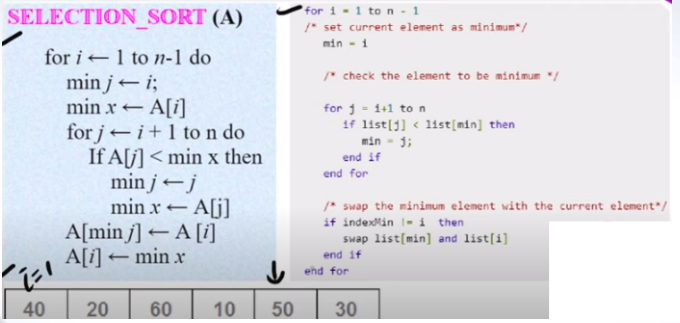 SELECTION_SORT (A)
for i ← 1 to n-1 do
min j ← i;
min x ← A[i]
for j ← i + 1 to n do
If A[j] < min x then
min j ← j
min x ← A[j]
A[min j] ← A [i]
A[i] ← min x
for i = 1 to n - 1
/* set current element as minimum*/
min = i
/* check the element to be minimum */
for j = i+1 to n
if list[j] < list[min] then
min = j;
end if
end for
/* swap the minimum element with the current element*/
if indexMin != i then
swap list[min] and list[i]
end if
end for
i=1
40 20 60 10 50 30